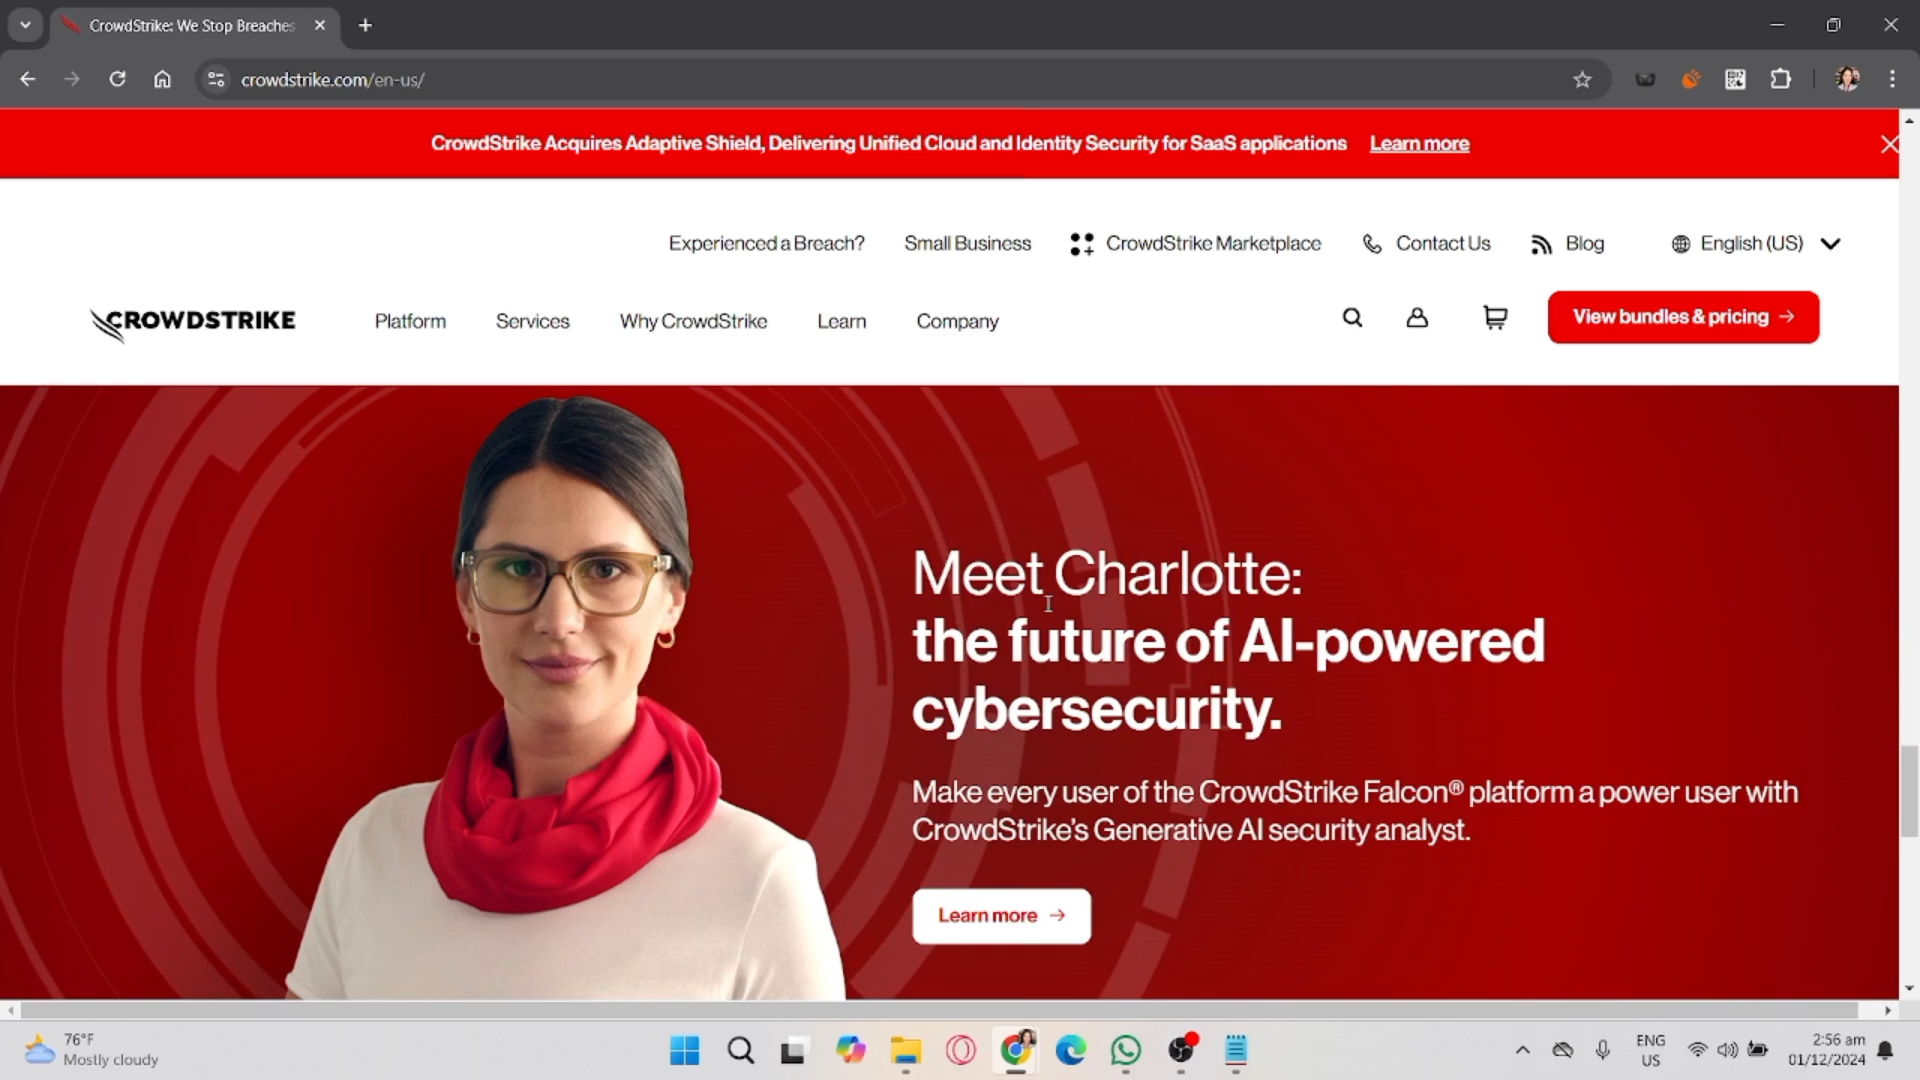 CrowdStrike: We Stop Breaches
crowdstrike.com/en-us/
CrowdStrike Acquires Adaptive Shield, Delivering Unified Cloud and Identity Security for SaaS applications Learn more
Experienced a Breach? Small Business CrowdStrike Marketplace Contact Us Blog English (US)
CROWDSTRIKE Platform Services Why CrowdStrike Learn Company View bundles & pricing →
Meet Charlotte:
the future of AI-powered
cybersecurity.
Make every user of the CrowdStrike Falcon® platform a power user with
CrowdStrike's Generative AI security analyst.
Learn more →
76°F
Mostly cloudy
ENG
US
2:56 am
01/12/2024